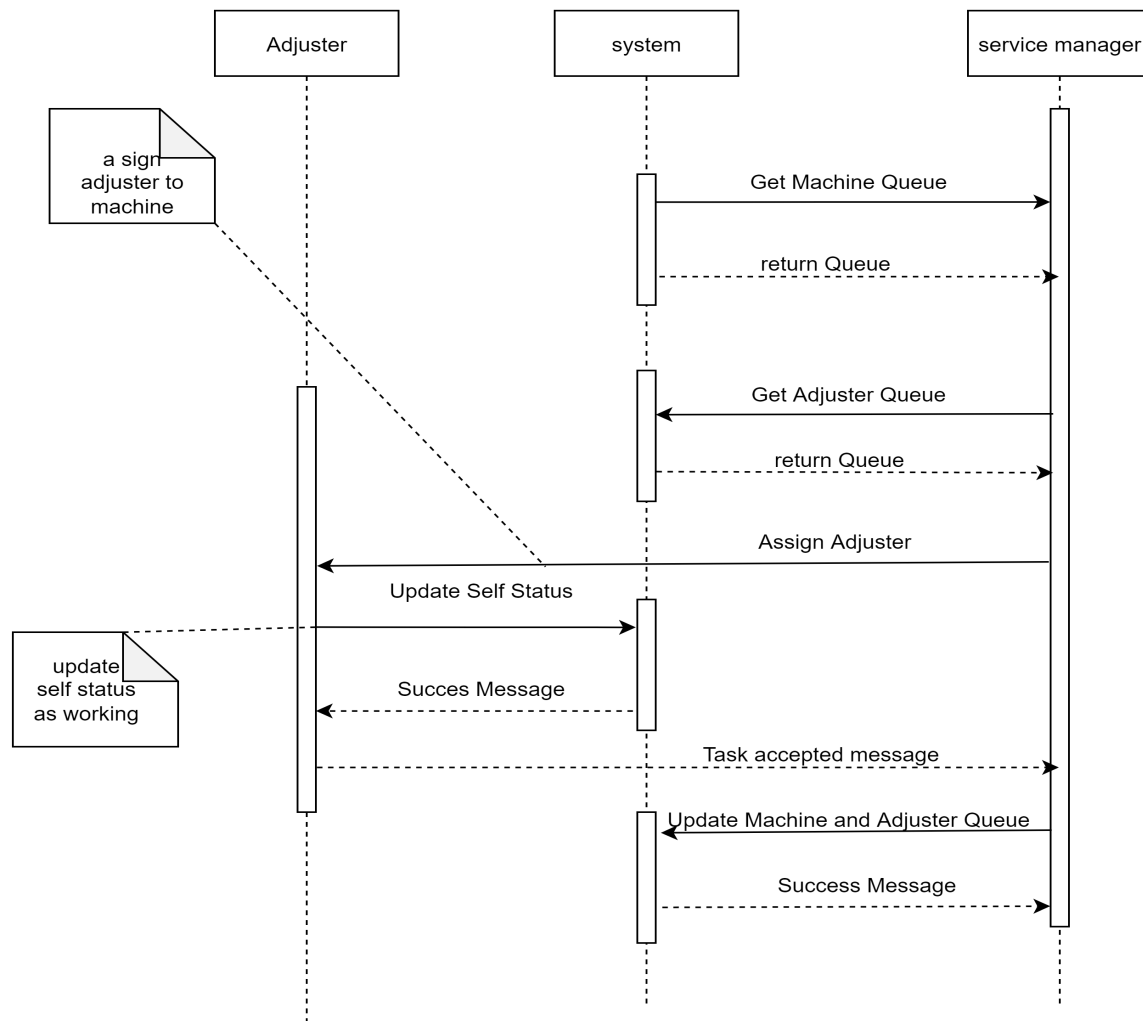 Adjuster
system
service manager
a sign
adjuster to
machine
Get Machine Queue
return Queue
Get Adjuster Queue
return Queue
Assign Adjuster
Update Self Status
update
self status
as working
Succes Message
Task accepted message
Update Machine and Adjuster Queue
Success Message